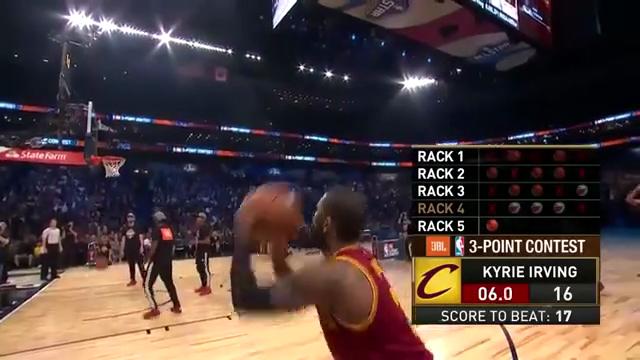 State Farm
RACK 1
RACK 2
RACK 3
RACK 4
RACK 5
JBL NBA 3-POINT CONTEST
C KYRIE IRVING
06.0 16
SCORE TO BEAT: 17